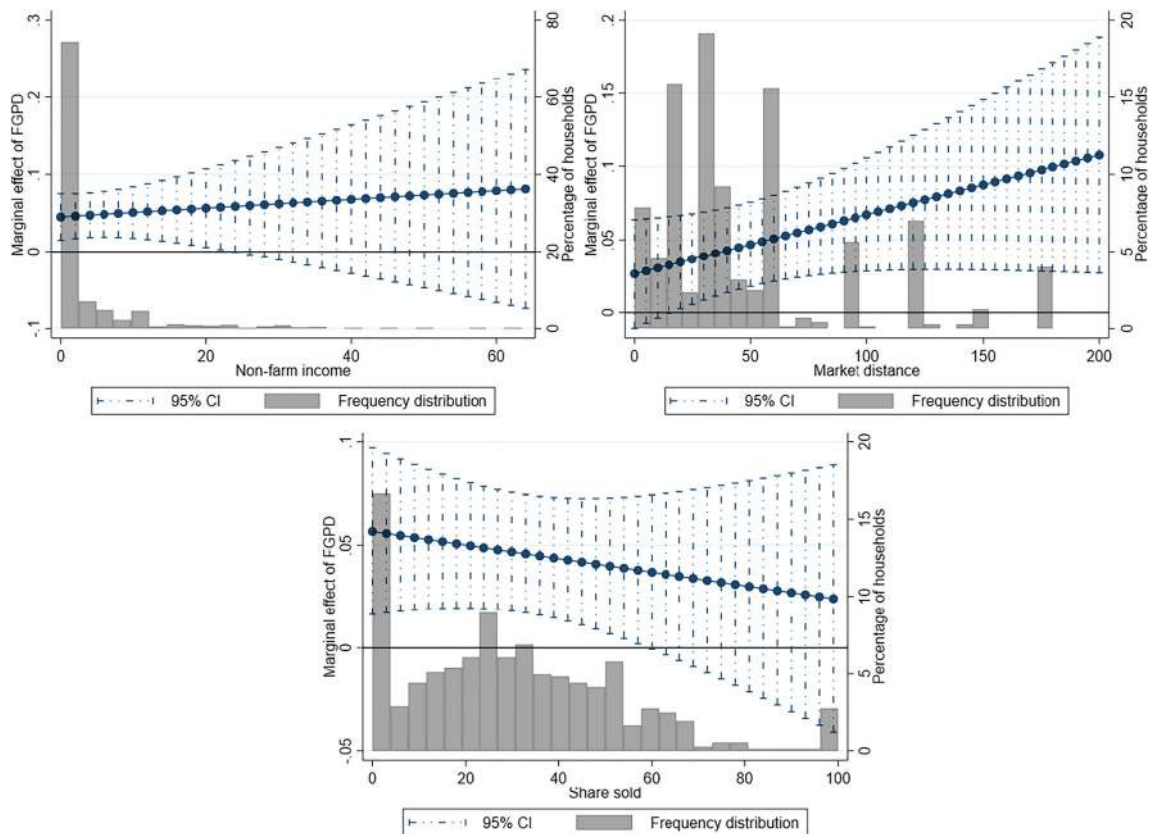 Marginal effect of FGPD
-.1 0 .1 .2 .3
0 20 40 60 80
Percentage of households
0 20 40 60
Non-farm income
95% CI Frequency distribution
Marginal effect of FGPD
0 .05 .1 .15 .2
0 5 10 15 20
Percentage of households
0 50 100 150 200
Market distance
95% CI Frequency distribution
Marginal effect of FGPD
-.05 0 .05 .1
0 5 10 15 20
Percentage of households
0 20 40 60 80 100
Share sold
95% CI Frequency distribution